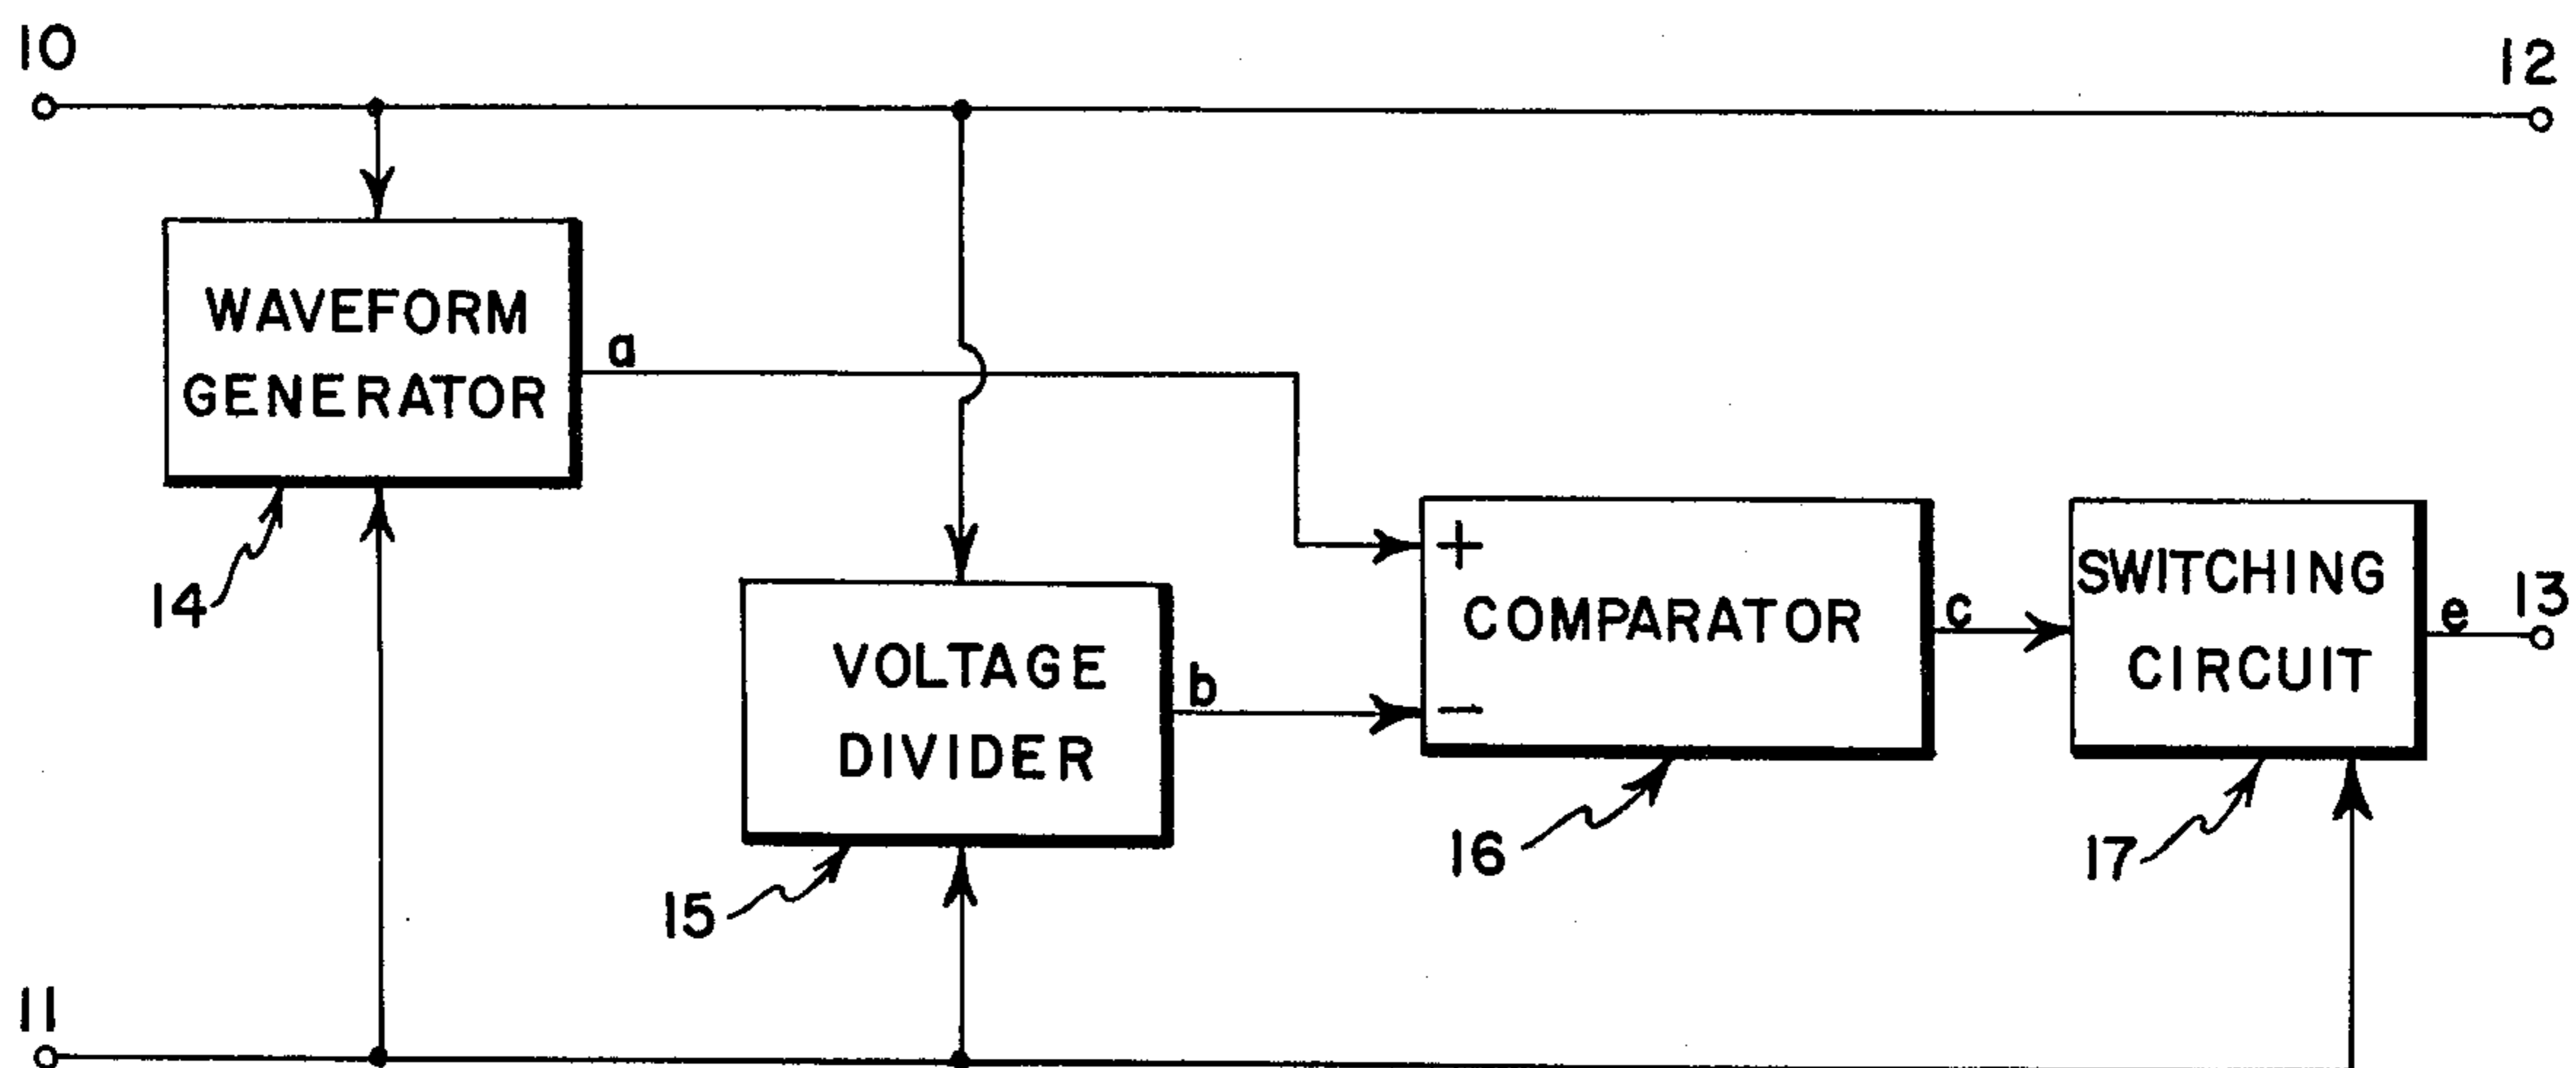 10
12
WAVEFORM
GENERATOR
a
14
+
COMPARATOR
-
SWITCHING
CIRCUIT
c
e
13
VOLTAGE
DIVIDER
b
15
16
17
11